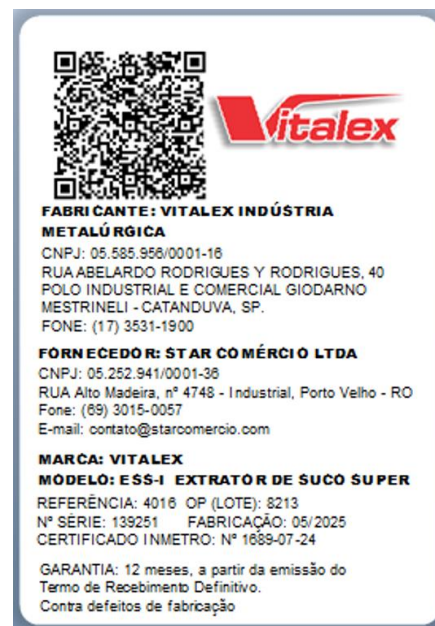 Vitalex
FABRICANTE: VITALEX INDÚSTRIA
METALÚRGICA
CNPJ: 05.585.956/0001-16
RUA ABELARDO RODRIGUES Y RODRIGUES, 40
POLO INDUSTRIAL E COMERCIAL GIODARNO
MESTRINELI - CATANDUVA, SP.
FONE: (17) 3531-1900
FORNECEDOR: STAR COMÉRCIO LTDA
CNPJ: 05.252.941/0001-36
RUA Alto Madeira, nº 4748 - Industrial, Porto Velho - RO
Fone: (69) 3015-0057
E-mail: contato@starcomercio.com
MARCA: VITALEX
MODELO: ESS-I EXTRATOR DE SUCO SUPER
REFERÊNCIA: 4016 OP (LOTE): 8213
Nº SÉRIE: 139251 FABRICAÇÃO: 05/2025
CERTIFICADO INMETRO: Nº 1689-07-24
GARANTIA: 12 meses, a partir da emissão do
Termo de Recebimento Definitivo.
Contra defeitos de fabricação